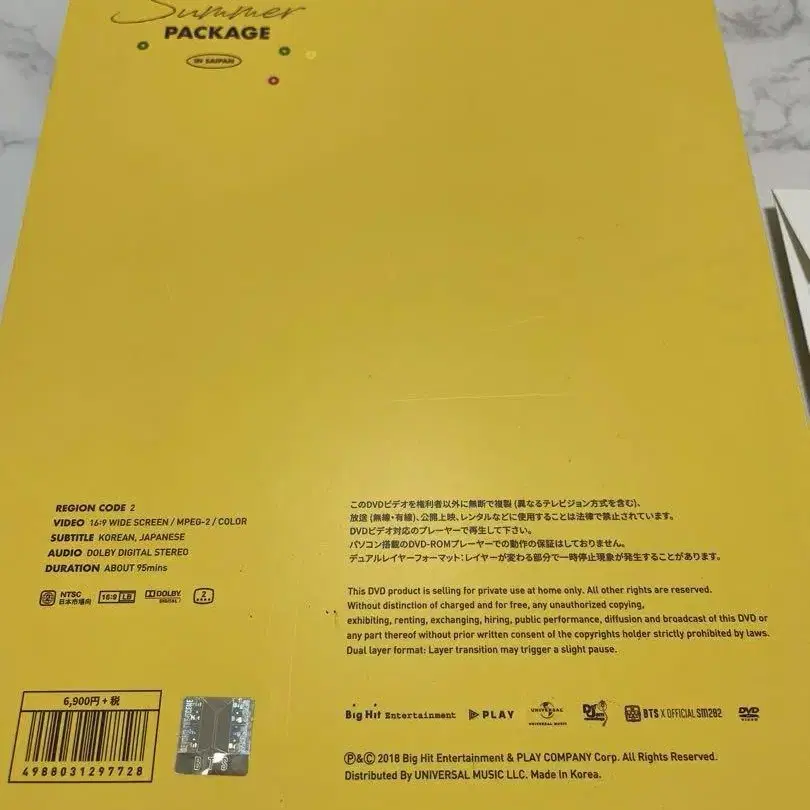 Summer
PACKAGE
IN SAIPAN
REGION CODE 2
VIDEO 16:9 WIDE SCREEN / MPEG-2 / COLOR
SUBTITLE KOREAN, JAPANESE
AUDIO DOLBY DIGITAL STEREO
DURATION ABOUT 95mins
NTSC
日本市場向
16:9 LB
DOLBY
DIGITAL
2
このDVDビデオを権利者以外に無断で複製 (異なるテレビジョン方式を含む)、
放送 (無線・有線)、公開上映、レンタルなどに使用することは法律で禁止されています。
DVDビデオ対応のプレーヤーで再生して下さい。
パソコン搭載のDVD-ROMプレーヤーでの動作の保証はしておりません。
デュアルレイヤーフォーマット:レイヤーが変わる部分で一時停止現象が発生することがあります。
This DVD product is selling for private use at home only. All other rights are reserved.
Without distinction of charged and for free, any unauthorized copying,
exhibiting, renting, exchanging, hiring, public performance, diffusion and broadcast of this DVD or
any part thereof without prior written consent of the copyrights holder strictly prohibited by laws.
Dual layer format: Layer transition may trigger a slight pause.
6,900円+税
4988031297728
BTS
Big Hit Entertainment
PLAY
UNIVERSAL
UNIVERSAL MUSIC
Def Jam
BTS X OFFICIAL SMS82
DVD
VIDEO
Ⓟ&Ⓒ 2018 Big Hit Entertainment & PLAY COMPANY Corp. All Rights Reserved.
Distributed By UNIVERSAL MUSIC LLC. Made In Korea.